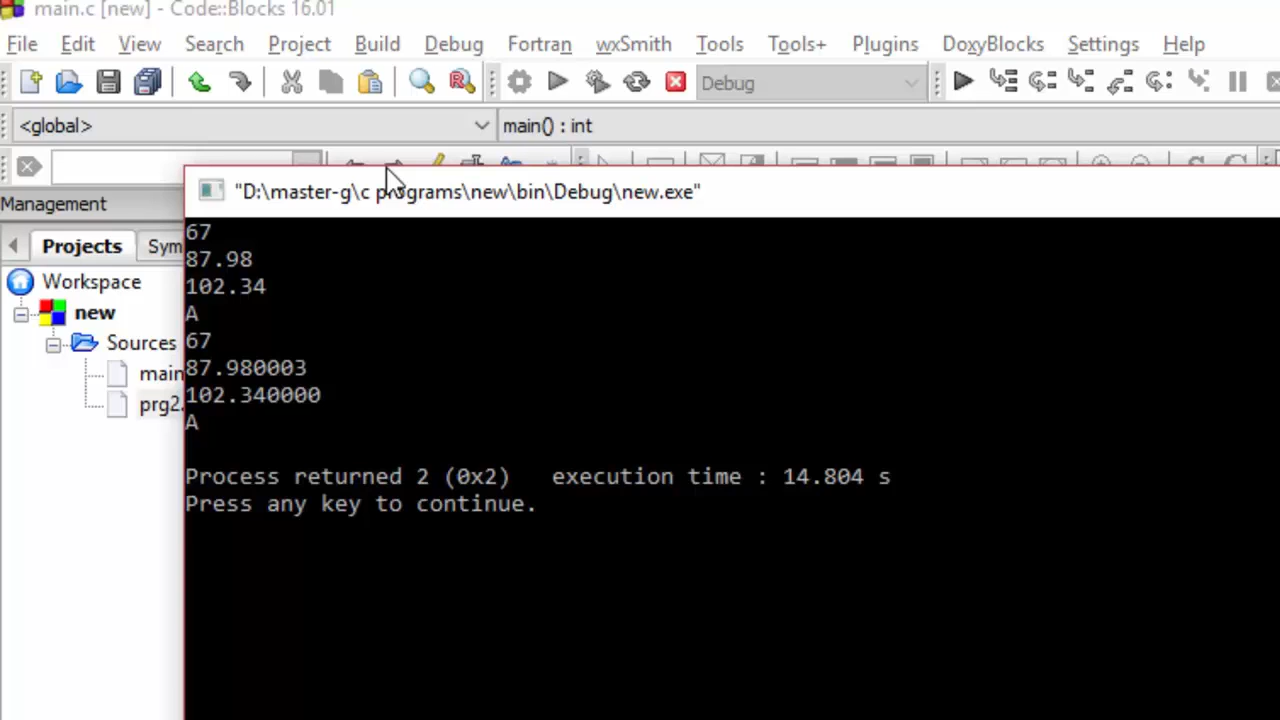 main.c [new] - Code::Blocks 16.01
File Edit View Search Project Build Debug Fortran wxSmith Tools Tools+ Plugins DoxyBlocks Settings Help
Debug
<global> main() : int
Management
"D:\master-g\c programs\new\bin\Debug\new.exe"
Projects Sym
Workspace
new
Sources
main
prg2.
67
87.98
102.34
A
67
87.980003
102.340000
A
Process returned 2 (0x2)   execution time : 14.804 s
Press any key to continue.